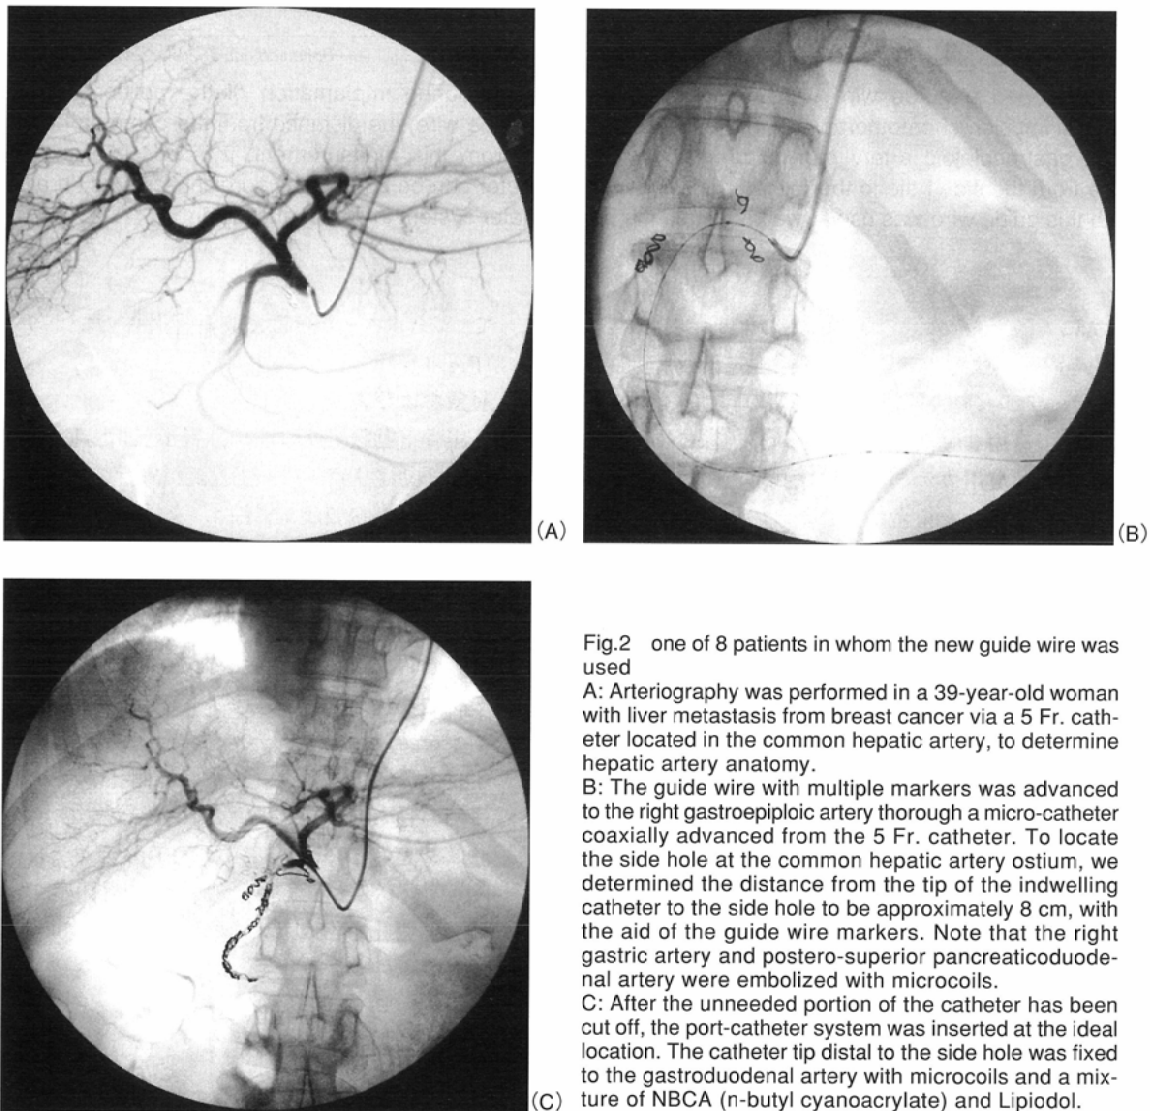 (A)
(B)
(C)
Fig.2 one of 8 patients in whom the new guide wire was
used
A: Arteriography was performed in a 39-year-old woman
with liver metastasis from breast cancer via a 5 Fr. cath-
eter located in the common hepatic artery, to determine
hepatic artery anatomy.
B: The guide wire with multiple markers was advanced
to the right gastroepiploic artery thorough a micro-catheter
coaxially advanced from the 5 Fr. catheter. To locate
the side hole at the common hepatic artery ostium, we
determined the distance from the tip of the indwelling
catheter to the side hole to be approximately 8 cm, with
the aid of the guide wire markers. Note that the right
gastric artery and postero-superior pancreaticoduode-
nal artery were embolized with microcoils.
C: After the unneeded portion of the catheter has been
cut off, the port-catheter system was inserted at the ideal
location. The catheter tip distal to the side hole was fixed
to the gastroduodenal artery with microcoils and a mix-
ture of NBCA (n-butyl cyanoacrylate) and Lipiodol.